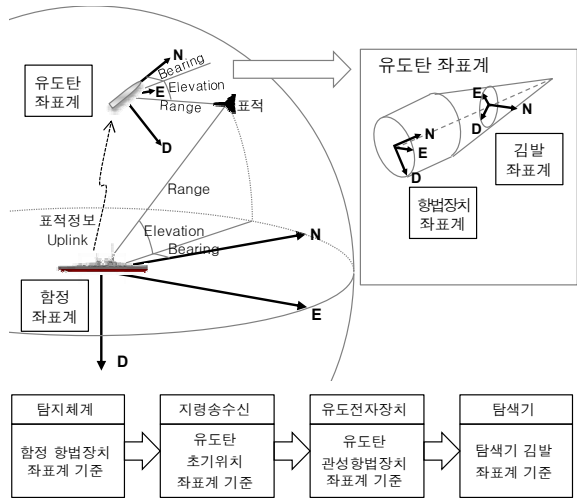 N
Bearing
유도탄
좌표계
E
Elevation
Range
표적
D
Range
표적정보
Uplink
Elevation
Bearing
N
함정
좌표계
E
D
유도탄 좌표계
E
N
D
N
E
D
김발
좌표계
항법장치
좌표계
탐지체계
함정 항법장치
좌표계 기준
지령송수신
유도탄
초기위치
좌표계 기준
유도전자장치
유도탄
관성항법장치
좌표계 기준
탐색기
탐색기 김발
좌표계 기준